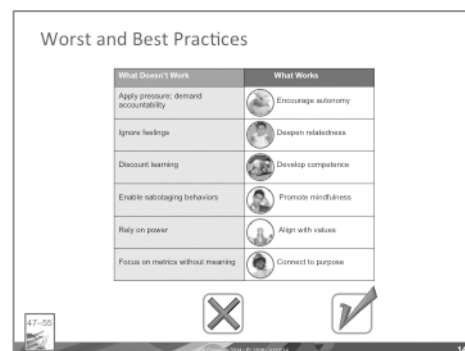 Worst and Best Practices
What Doesn't Work
What Works
Apply pressure; demand
accountability
Encourage autonomy
Ignore feelings
Deepen relatedness
Discount learning
Develop competence
Enable sabotaging behaviors
Promote mindfulness
Rely on power
Align with values
Focus on metrics without meaning
Connect to purpose
47–55